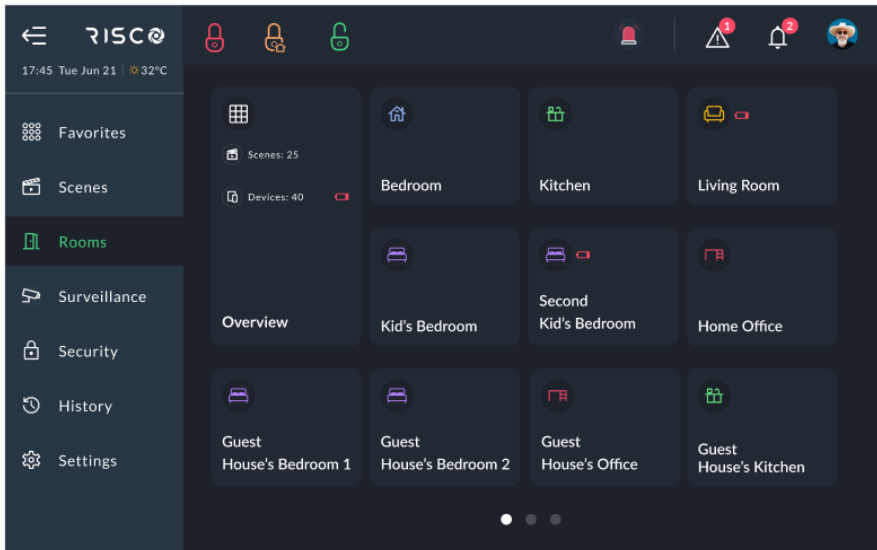 RISCO
1
2
17:45 Tue Jun 21 32°C
Favorites
Scenes
Rooms
Surveillance
Security
History
Settings
Scenes: 25
Devices: 40
Overview
Bedroom
Kitchen
Living Room
Kid's Bedroom
Second
Kid's Bedroom
Home Office
Guest
House's Bedroom 1
Guest
House's Bedroom 2
Guest
House's Office
Guest
House's Kitchen